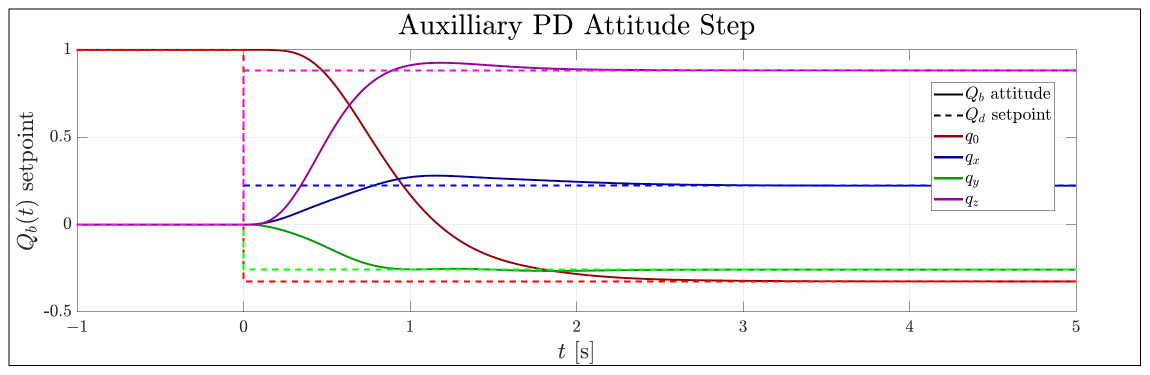 Auxilliary PD Attitude Step
Q_b(t) setpoint
1
0.5
0
-0.5
Q_b attitude
Q_d setpoint
q_0
q_x
q_y
q_z
−1
0
1
2
3
4
5
t [s]